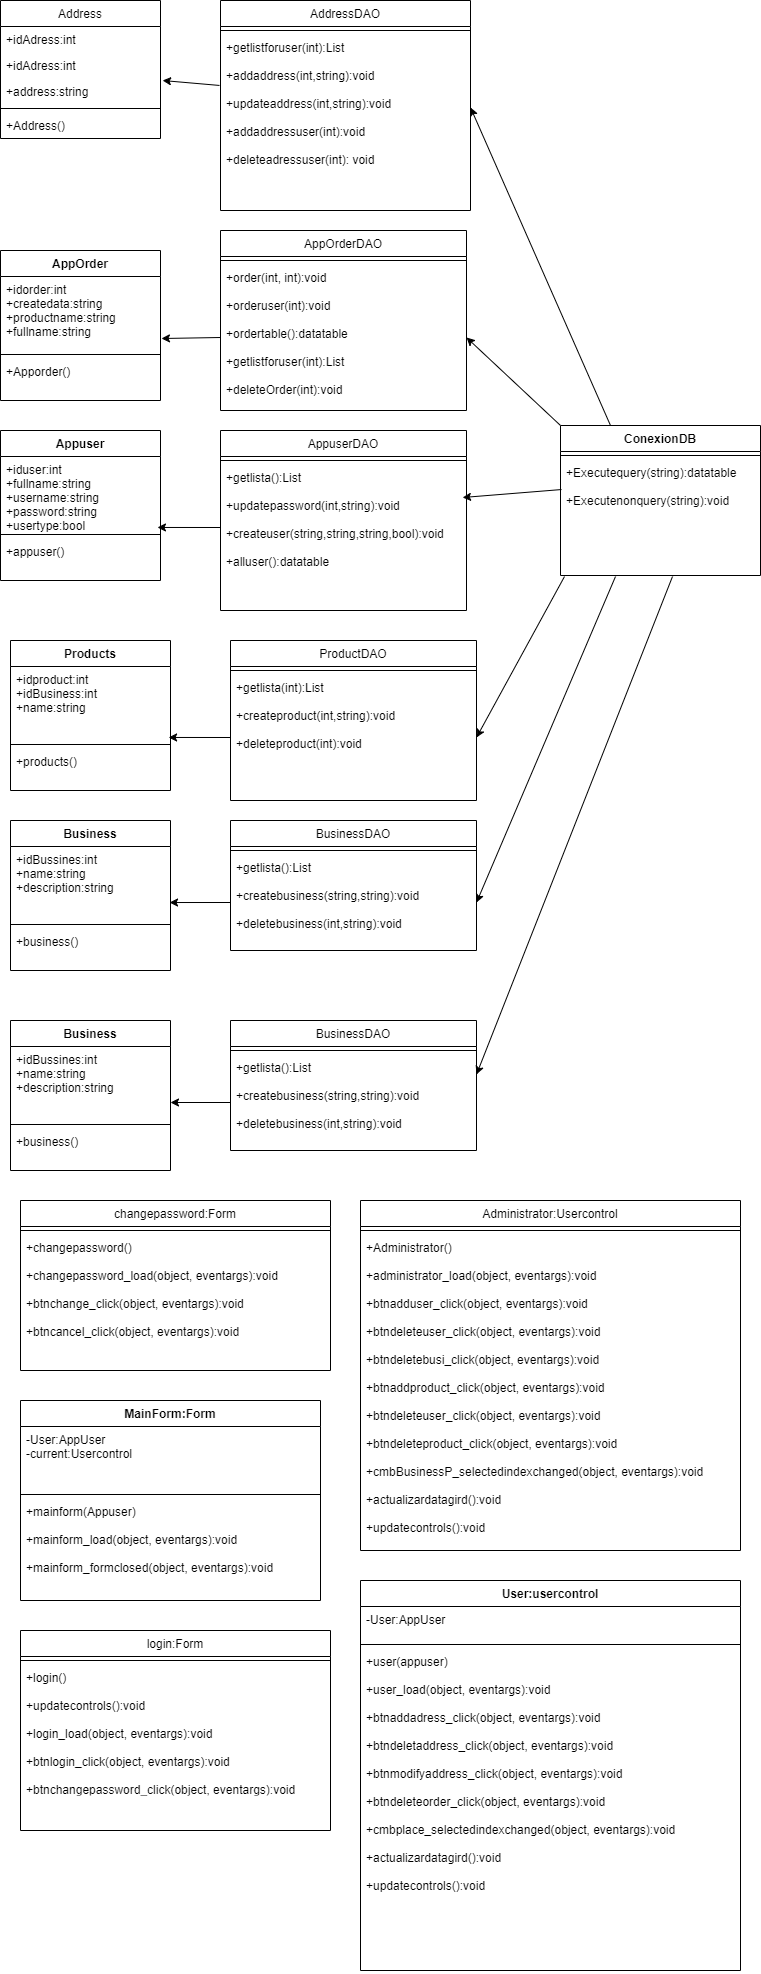 Address
+idAdress:int
+idAdress:int
+address:string
+Address()
AddressDAO
+getlistforuser(int):List
+addaddress(int,string):void
+updateaddress(int,string):void
+addaddressuser(int):void
+deleteadressuser(int): void
AppOrder
+idorder:int
+createdata:string
+productname:string
+fullname:string
+Apporder()
AppOrderDAO
+order(int, int):void
+orderuser(int):void
+ordertable():datatable
+getlistforuser(int):List
+deleteOrder(int):void
ConexionDB
+Executequery(string):datatable
+Executenonquery(string):void
Appuser
+iduser:int
+fullname:string
+username:string
+password:string
+usertype:bool
+appuser()
AppuserDAO
+getlista():List
+updatepassword(int,string):void
+createuser(string,string,string,bool):void
+alluser():datatable
Products
+idproduct:int
+idBusiness:int
+name:string
+products()
ProductDAO
+getlista(int):List
+createproduct(int,string):void
+deleteproduct(int):void
Business
+idBussines:int
+name:string
+description:string
+business()
BusinessDAO
+getlista():List
+createbusiness(string,string):void
+deletebusiness(int,string):void
Business
+idBussines:int
+name:string
+description:string
+business()
BusinessDAO
+getlista():List
+createbusiness(string,string):void
+deletebusiness(int,string):void
changepassword:Form
+changepassword()
+changepassword_load(object, eventargs):void
+btnchange_click(object, eventargs):void
+btncancel_click(object, eventargs):void
Administrator:Usercontrol
+Administrator()
+administrator_load(object, eventargs):void
+btnadduser_click(object, eventargs):void
+btndeleteuser_click(object, eventargs):void
+btndeletebusi_click(object, eventargs):void
+btnaddproduct_click(object, eventargs):void
+btndeleteuser_click(object, eventargs):void
+btndeleteproduct_click(object, eventargs):void
+cmbBusinessP_selectedindexchanged(object, eventargs):void
+actualizardatagird():void
+updatecontrols():void
MainForm:Form
-User:AppUser
-current:Usercontrol
+mainform(Appuser)
+mainform_load(object, eventargs):void
+mainform_formclosed(object, eventargs):void
User:usercontrol
-User:AppUser
+user(appuser)
+user_load(object, eventargs):void
+btnaddadress_click(object, eventargs):void
+btndeletaddress_click(object, eventargs):void
+btnmodifyaddress_click(object, eventargs):void
+btndeleteorder_click(object, eventargs):void
+cmbplace_selectedindexchanged(object, eventargs):void
+actualizardatagird():void
+updatecontrols():void
login:Form
+login()
+updatecontrols():void
+login_load(object, eventargs):void
+btnlogin_click(object, eventargs):void
+btnchangepassword_click(object, eventargs):void